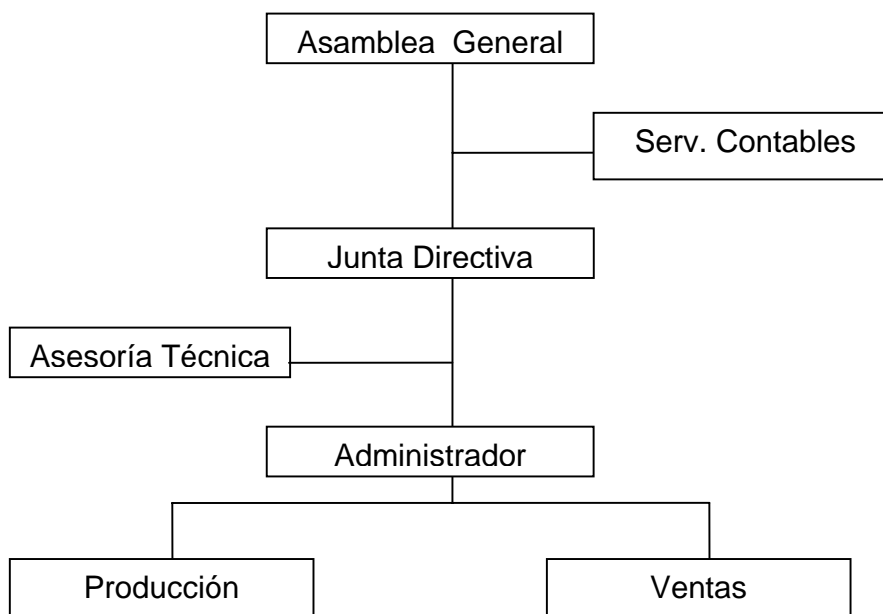 Asamblea  General
Serv. Contables
Junta Directiva
Asesoría Técnica
Administrador
Producción
Ventas